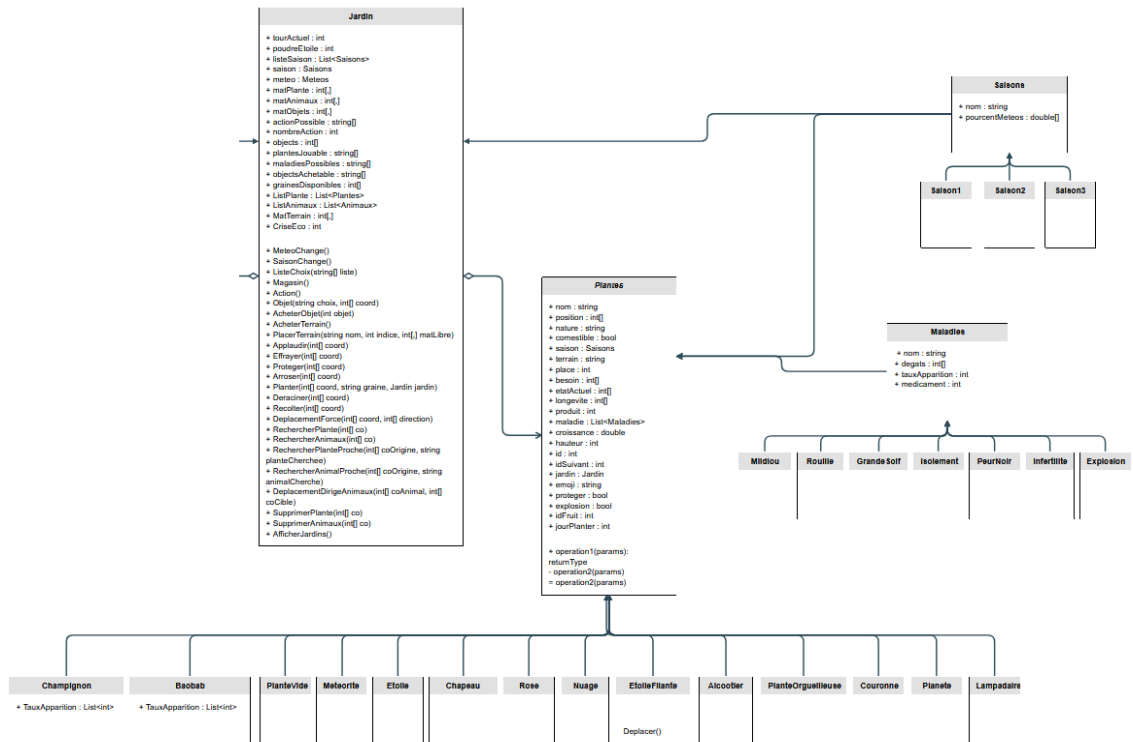 Jardin
+ tourActuel : int
+ poudreEtoile : int
+ listeSaison : List<Saisons>
+ saison : Saisons
+ meteo : Meteos
+ matPlante : int[,]
+ matAnimaux : int[,]
+ matObjets : int[,]
+ actionPossible : string[]
+ nombreAction : int
+ objects : int[]
+ plantesJouable : string[]
+ maladiesPossibles : string[]
+ objectsAchetable : string[]
+ grainesDisponibles : int[]
+ ListPlante : List<Plantes>
+ ListAnimaux : List<Animaux>
+ MatTerrain : int[,]
+ CriseEco : int
+ MeteoChange()
+ SaisonChange()
+ ListeChoix(string[] liste)
+ Magasin()
+ Action()
+ Objet(string choix, int[] coord)
+ AcheterObjet(int objet)
+ AcheterTerrain()
+ PlacerTerrain(string nom, int indice, int[,] matLibre)
+ Applaudir(int[] coord)
+ Effrayer(int[] coord)
+ Proteger(int[] coord)
+ Arroser(int[] coord)
+ Planter(int[] coord, string graine, Jardin jardin)
+ Deraciner(int[] coord)
+ Recolter(int[] coord)
+ DeplacementForce(int[] coord, int[] direction)
+ RechercherPlante(int[] co)
+ RechercherAnimaux(int[] co)
+ RechercherPlanteProche(int[] coOrigine, string
planteCherchee)
+ RechercherAnimalProche(int[] coOrigine, string
animalCherche)
+ DeplacementDirigeAnimaux(int[] coAnimal, int[]
coCible)
+ SupprimerPlante(int[] co)
+ SupprimerAnimaux(int[] co)
+ AfficherJardins()
Saisons
+ nom : string
+ pourcentMeteos : double[]
Saison1
Saison2
Saison3
Plantes
+ nom : string
+ position : int[]
+ nature : string
+ comestible : bool
+ saison : Saisons
+ terrain : string
+ place : int
+ besoin : int[]
+ etatActuel : int[]
+ longevite : int[]
+ produit : int
+ maladie : List<Maladies>
+ croissance : double
+ hauteur : int
+ id : int
+ idSuivant : int
+ jardin : Jardin
+ emoji : string
+ proteger : bool
+ explosion : bool
+ idFruit : int
+ jourPlanter : int
+ operation1(params):
returnType
- operation2(params)
= operation2(params)
Maladies
+ nom : string
+ degats : int[]
+ tauxApparition : int
+ medicament : int
Mildiou
Rouille
GrandeSoif
Isolement
PeurNoir
Infertilite
Explosion
Champignon
+ TauxApparition : List<int>
Baobab
+ TauxApparition : List<int>
PlanteVide
Meteorite
Etoile
Chapeau
Rose
Nuage
EtoileFilante
Deplacer()
Alcootier
PlanteOrgueilleuse
Couronne
Planete
Lampadaire